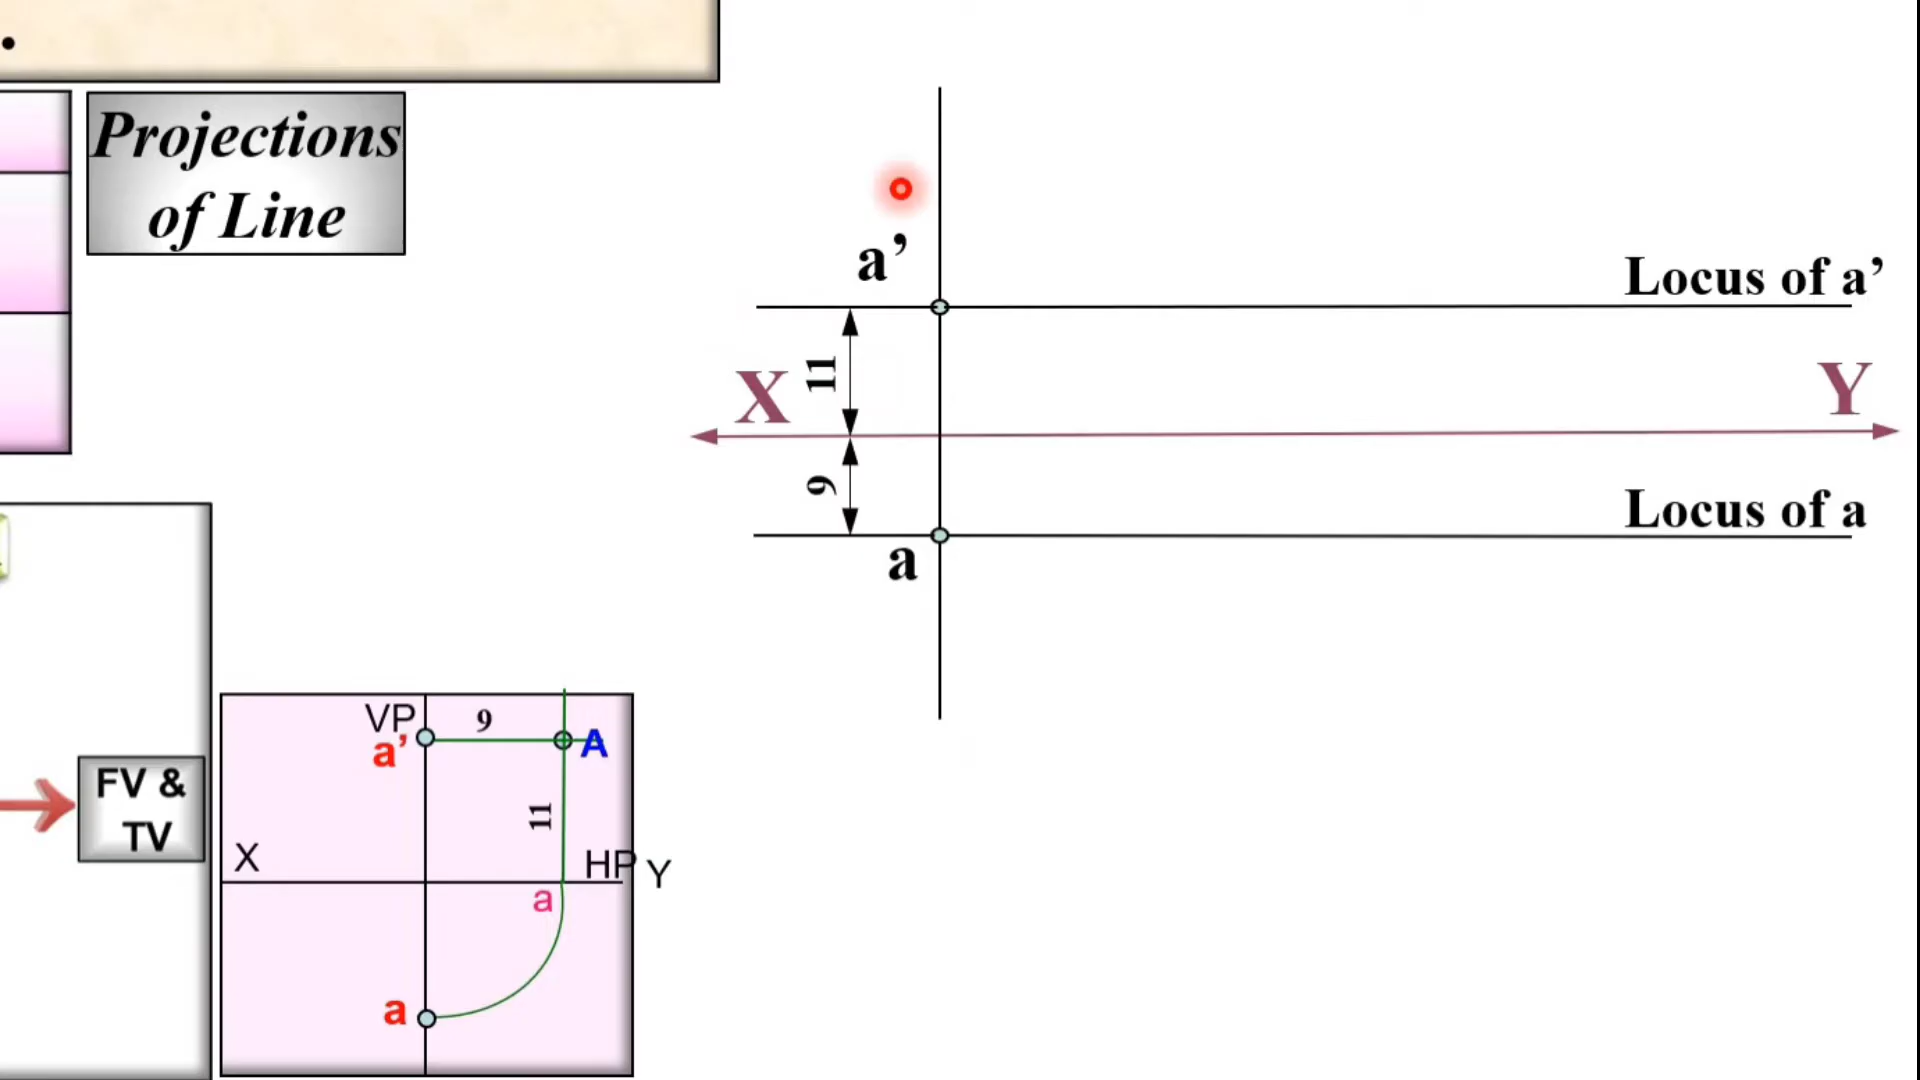 Projections
of Line
a’
Locus of a’
11
X
Y
9
Locus of a
a
FV &
TV
VP
9
a’
A
11
X
HP
Y
a
a